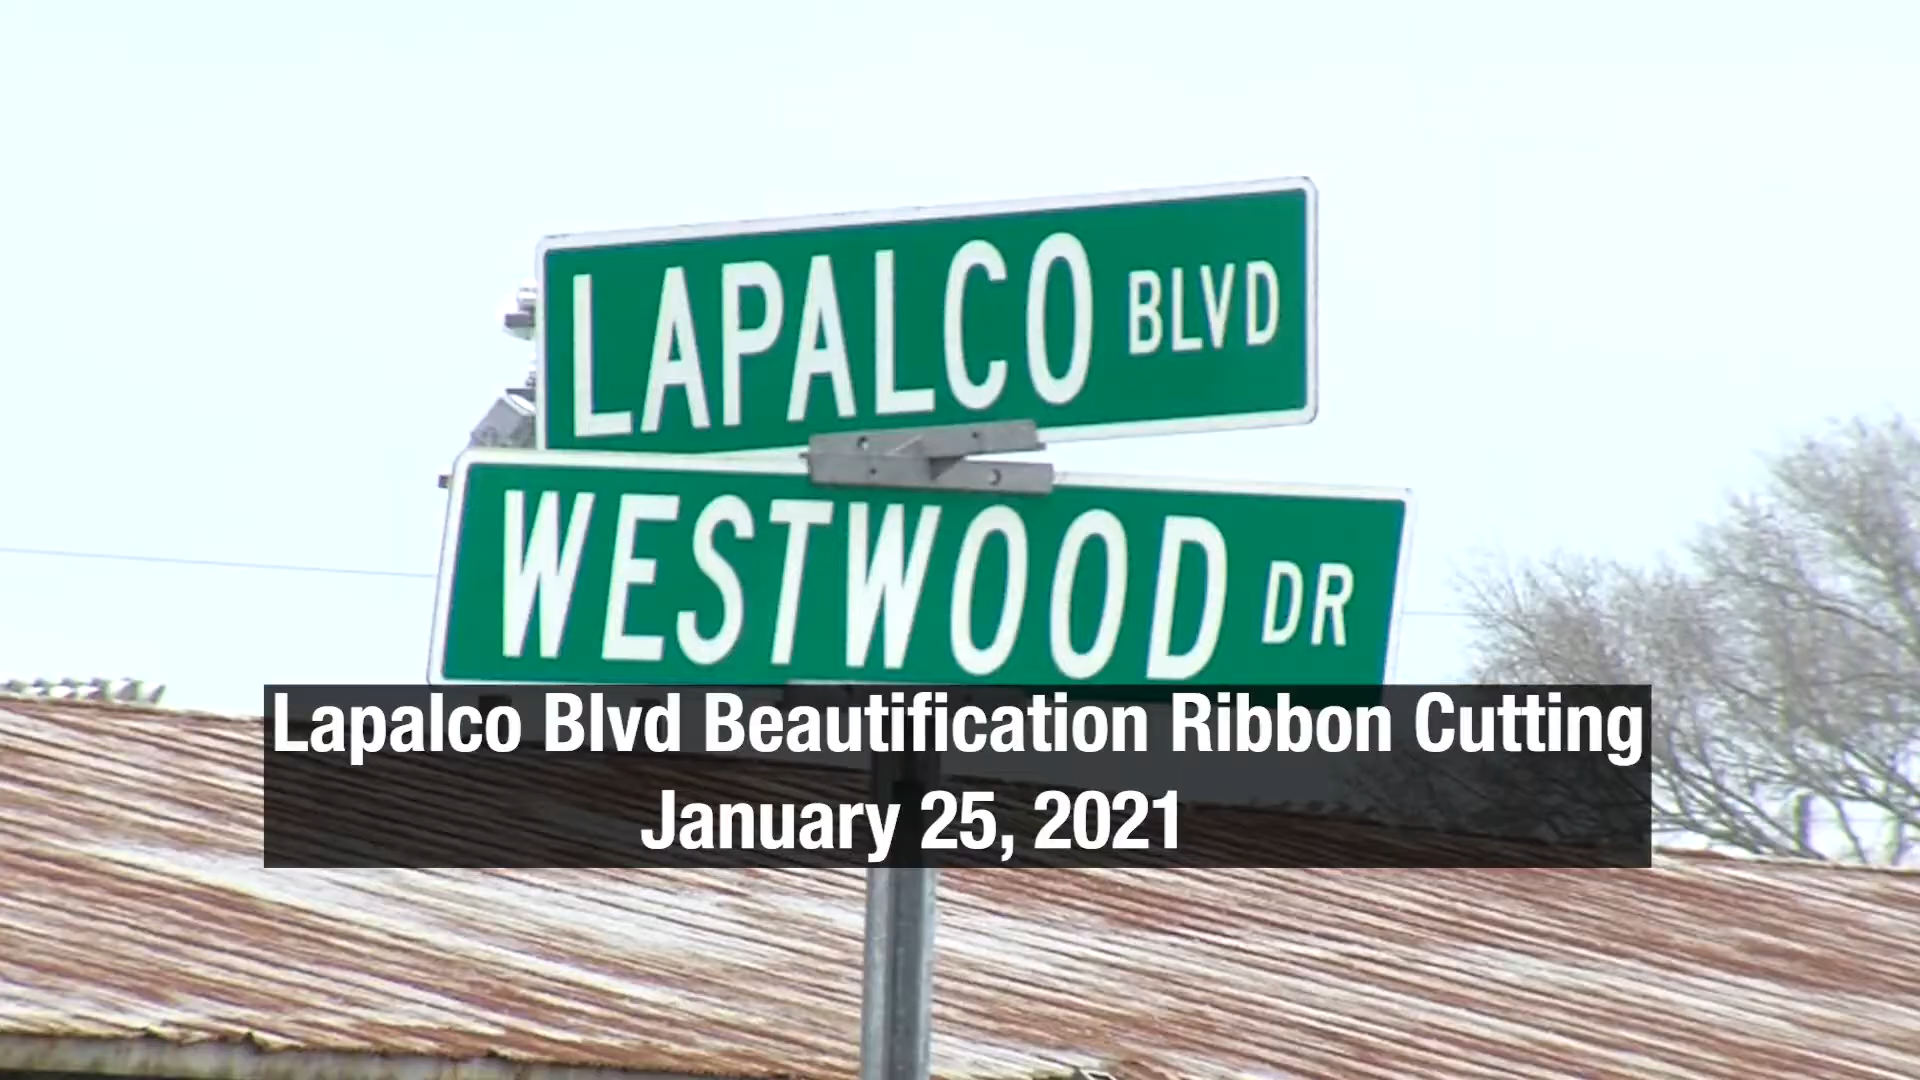 LAPALCO BLVD
WESTWOOD DR
Lapalco Blvd Beautification Ribbon Cutting
January 25, 2021